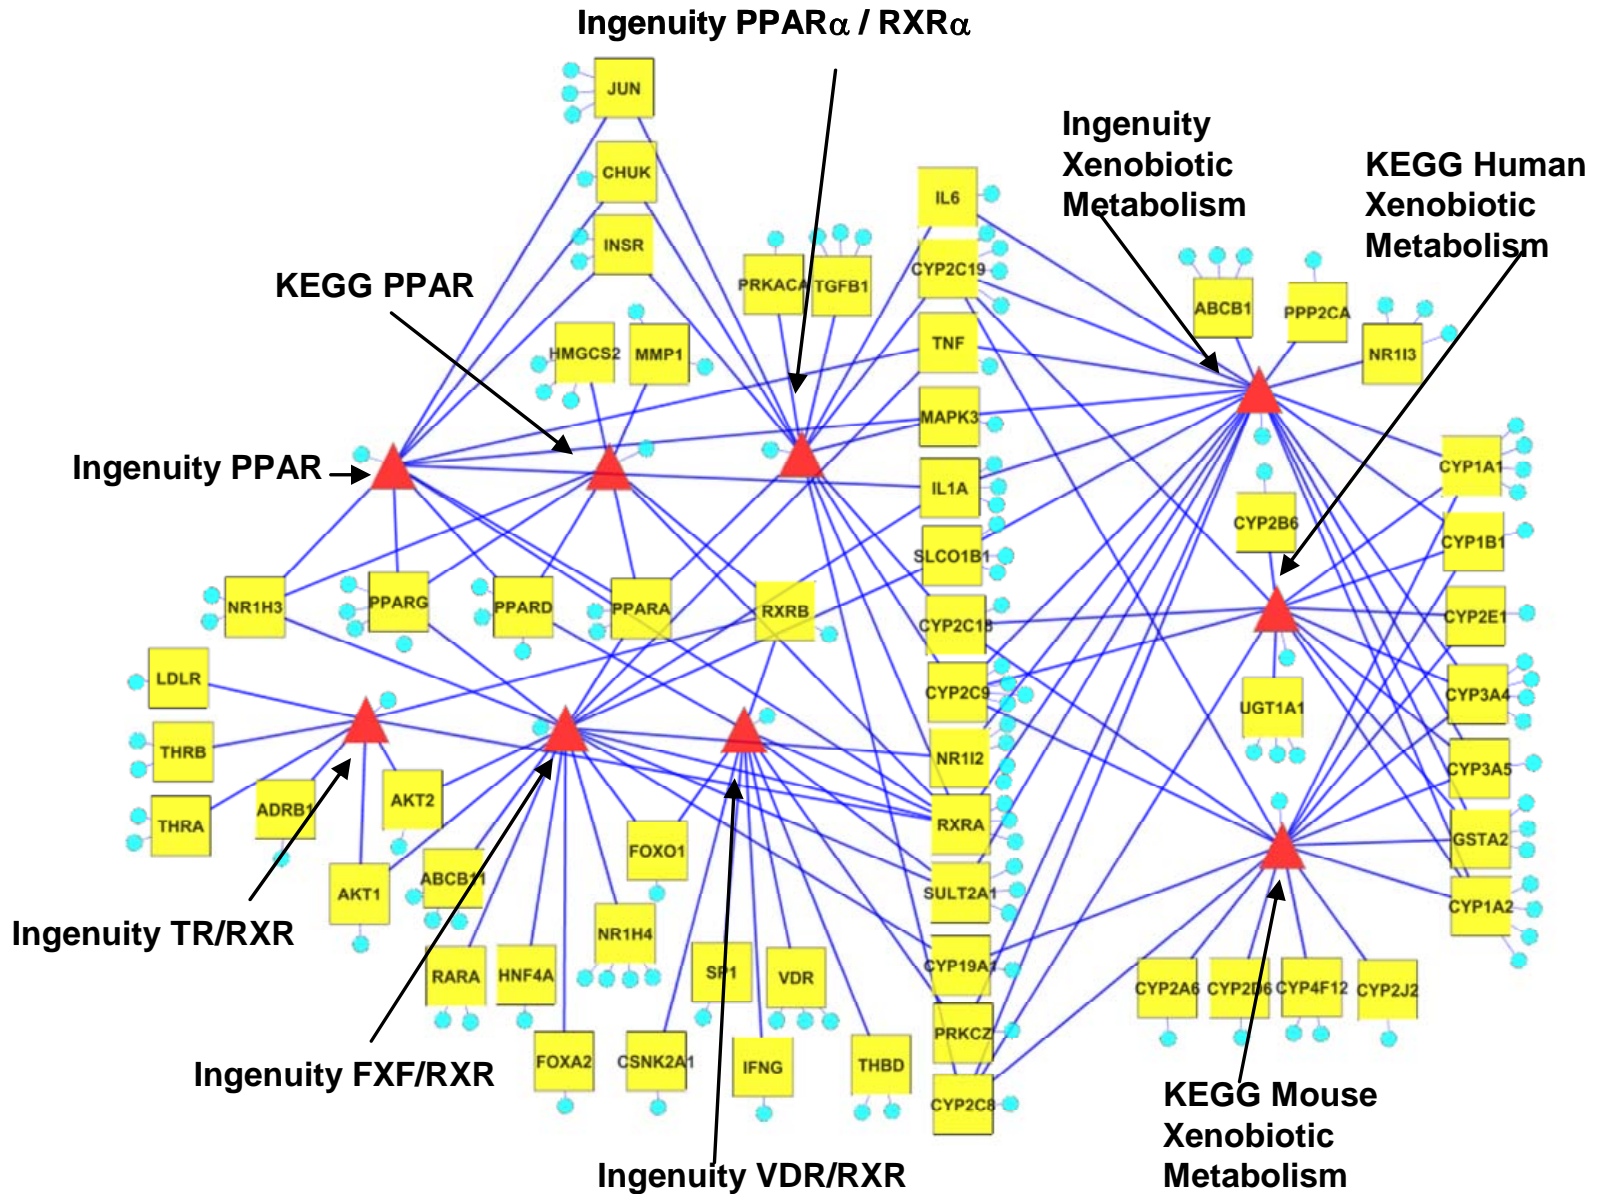 Ingenuity PPARα / RXRα
JUN
Ingenuity
Xenobiotic
Metabolism
KEGG Human
Xenobiotic
Metabolism
CHUK
IL6
INSR
CYP2C19
KEGG PPAR
PRKACA
TGFB1
ABCB1
PPP2CA
HMGCS2
MMP1
TNF
NR1I3
MAPK3
Ingenuity PPAR
IL1A
CYP1A1
CYP2B6
CYP1B1
SLCO1B1
NR1H3
PPARG
PPARD
PPARA
RXRB
CYP2C18
CYP2E1
LDLR
CYP2C9
CYP3A4
UGT1A1
THRB
NR1I2
CYP3A5
ADRB1
AKT2
THRA
RXRA
GSTA2
FOXO1
AKT1
ABCB11
SULT2A1
CYP1A2
Ingenuity TR/RXR
NR1H4
RARA
HNF4A
SP1
VDR
CYP19A1
CYP2A6
CYP2D6
CYP4F12
CYP2J2
PRKCZ
Ingenuity FXF/RXR
FOXA2
CSNK2A1
IFNG
THBD
CYP2C8
KEGG Mouse
Xenobiotic
Metabolism
Ingenuity VDR/RXR